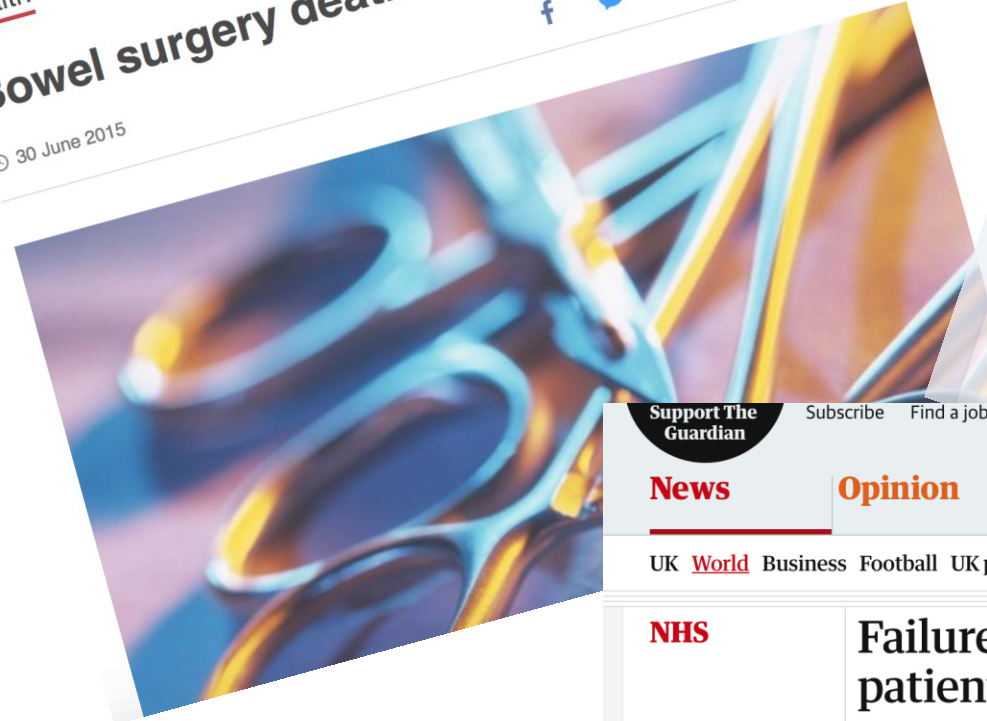 Bowel surgery
30 June 2015
Support The
Guardian
Subscribe Find a job
News
Opinion
UK World Business Football UK
NHS
Failure
patien